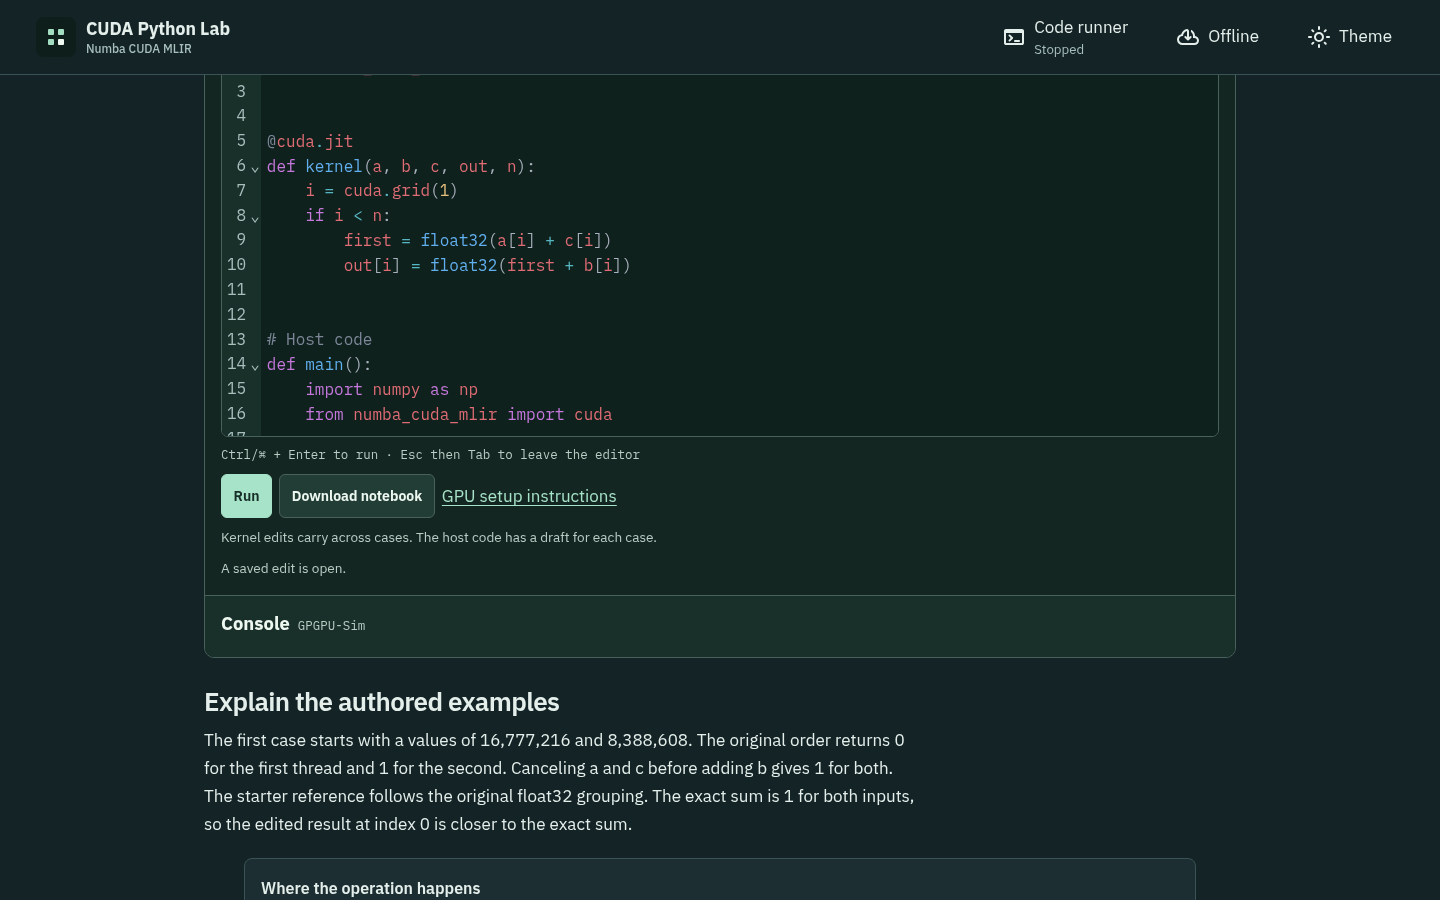 CUDA Python Lab
Numba CUDA MLIR
Code runner
Stopped
Offline
Theme
3
4
5 @cuda.jit
6 def kernel(a, b, c, out, n):
7     i = cuda.grid(1)
8     if i < n:
9         first = float32(a[i] + c[i])
10         out[i] = float32(first + b[i])
11
12
13 # Host code
14 def main():
15     import numpy as np
16     from numba_cuda_mlir import cuda
17
Ctrl/⌘ + Enter to run · Esc then Tab to leave the editor
Run
Download notebook
GPU setup instructions
Kernel edits carry across cases. The host code has a draft for each case.
A saved edit is open.
Console GPGPU-Sim
Explain the authored examples
The first case starts with a values of 16,777,216 and 8,388,608. The original order returns 0
for the first thread and 1 for the second. Canceling a and c before adding b gives 1 for both.
The starter reference follows the original float32 grouping. The exact sum is 1 for both inputs,
so the edited result at index 0 is closer to the exact sum.
Where the operation happens